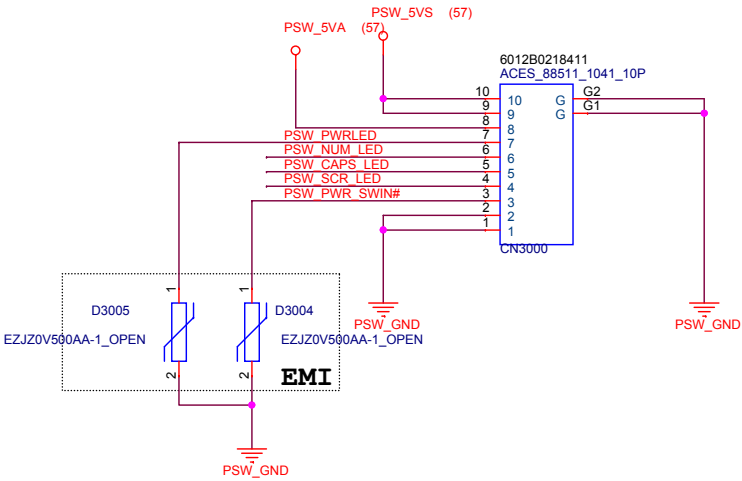 PSW_5VS (57)
PSW_5VA (57)
6012B0218411
ACES_88511_1041_10P
10 10 G G2
9 9 G G1
8 8
PSW_PWRLED 7 7
PSW_NUM_LED 6 6
PSW_CAPS_LED 5 5
PSW_SCR_LED 4 4
PSW_PWR_SWIN# 3 3
2 2
1 1
CN3000
1 1
D3005 D3004
PSW_GND PSW_GND
EZJZ0V500AA-1_OPEN EZJZ0V500AA-1_OPEN
2 2
EMI
PSW_GND